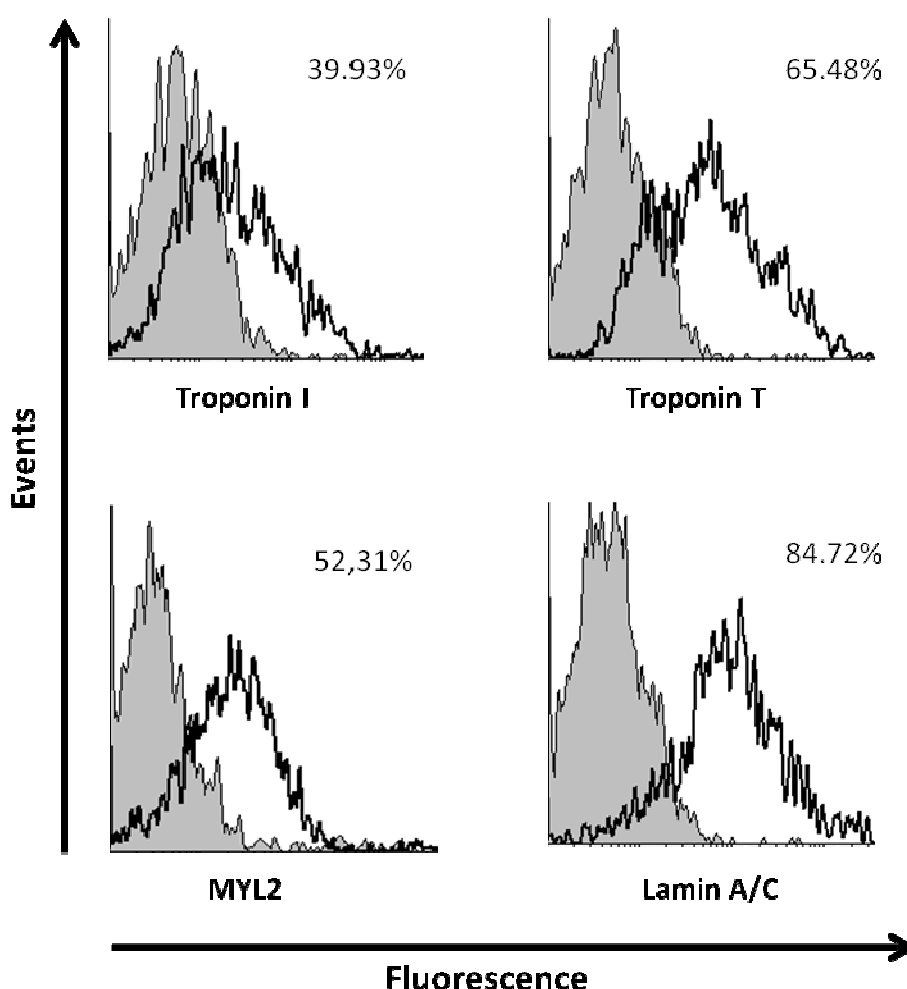 Events
39.93%
65.48%
Troponin I
Troponin T
52,31%
84.72%
MYL2
Lamin A/C
Fluorescence